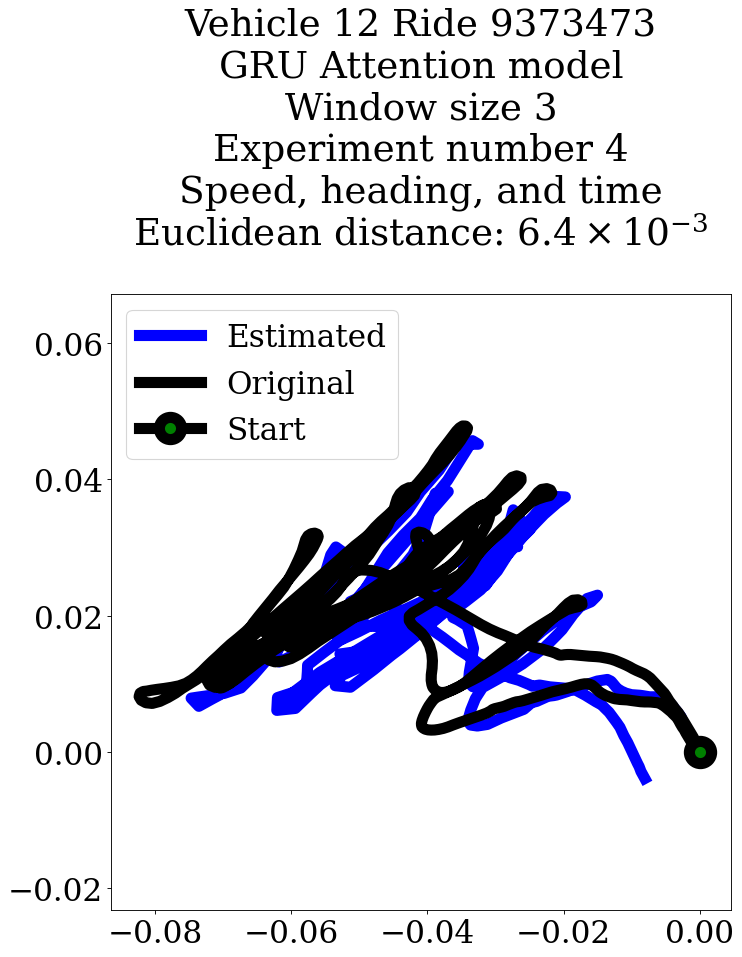 Vehicle 12 Ride 9373473
GRU Attention model
Window size 3
Experiment number 4
Speed, heading, and time
Euclidean distance: 6.4 × 10⁻³
Estimated
Original
Start
0.06
0.04
0.02
0.00
−0.02
−0.08
−0.06
−0.04
−0.02
0.00